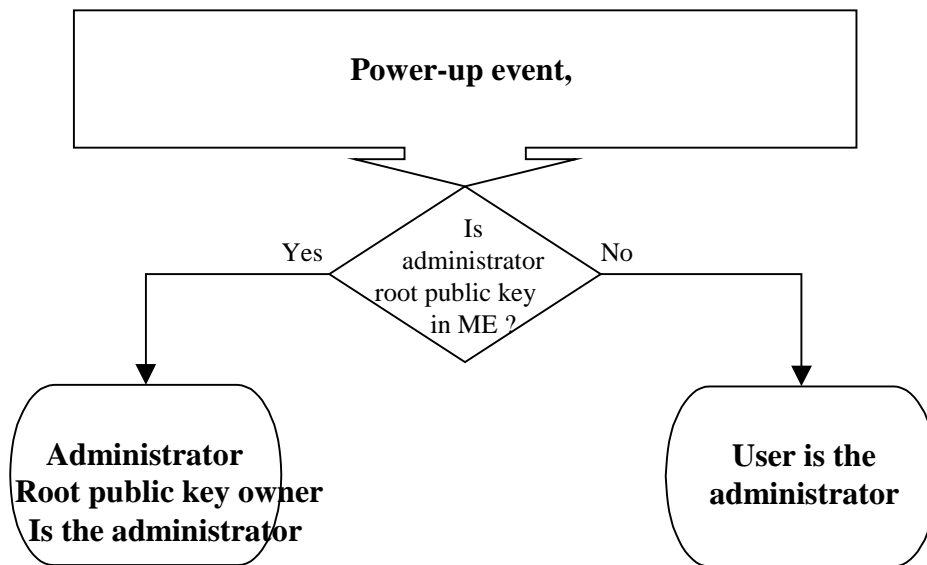 Power-up event,
Is
administrator
root public key
in ME ?
Yes
No
Administrator
Root public key owner
Is the administrator
User is the
administrator